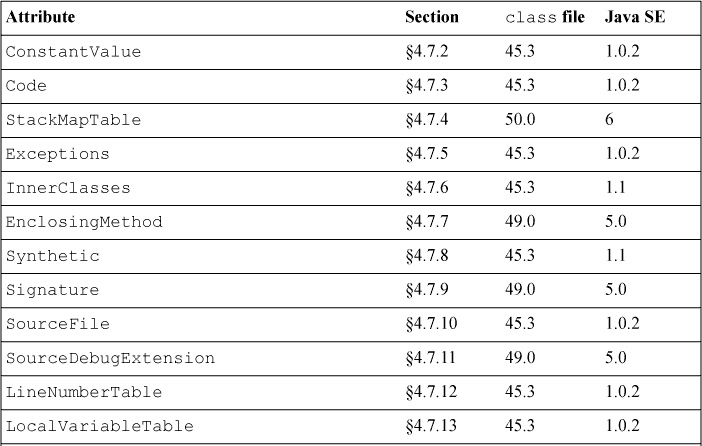 Attribute Section class file Java SE
ConstantValue §4.7.2 45.3 1.0.2
Code §4.7.3 45.3 1.0.2
StackMapTable §4.7.4 50.0 6
Exceptions §4.7.5 45.3 1.0.2
InnerClasses §4.7.6 45.3 1.1
EnclosingMethod §4.7.7 49.0 5.0
Synthetic §4.7.8 45.3 1.1
Signature §4.7.9 49.0 5.0
SourceFile §4.7.10 45.3 1.0.2
SourceDebugExtension §4.7.11 49.0 5.0
LineNumberTable §4.7.12 45.3 1.0.2
LocalVariableTable §4.7.13 45.3 1.0.2